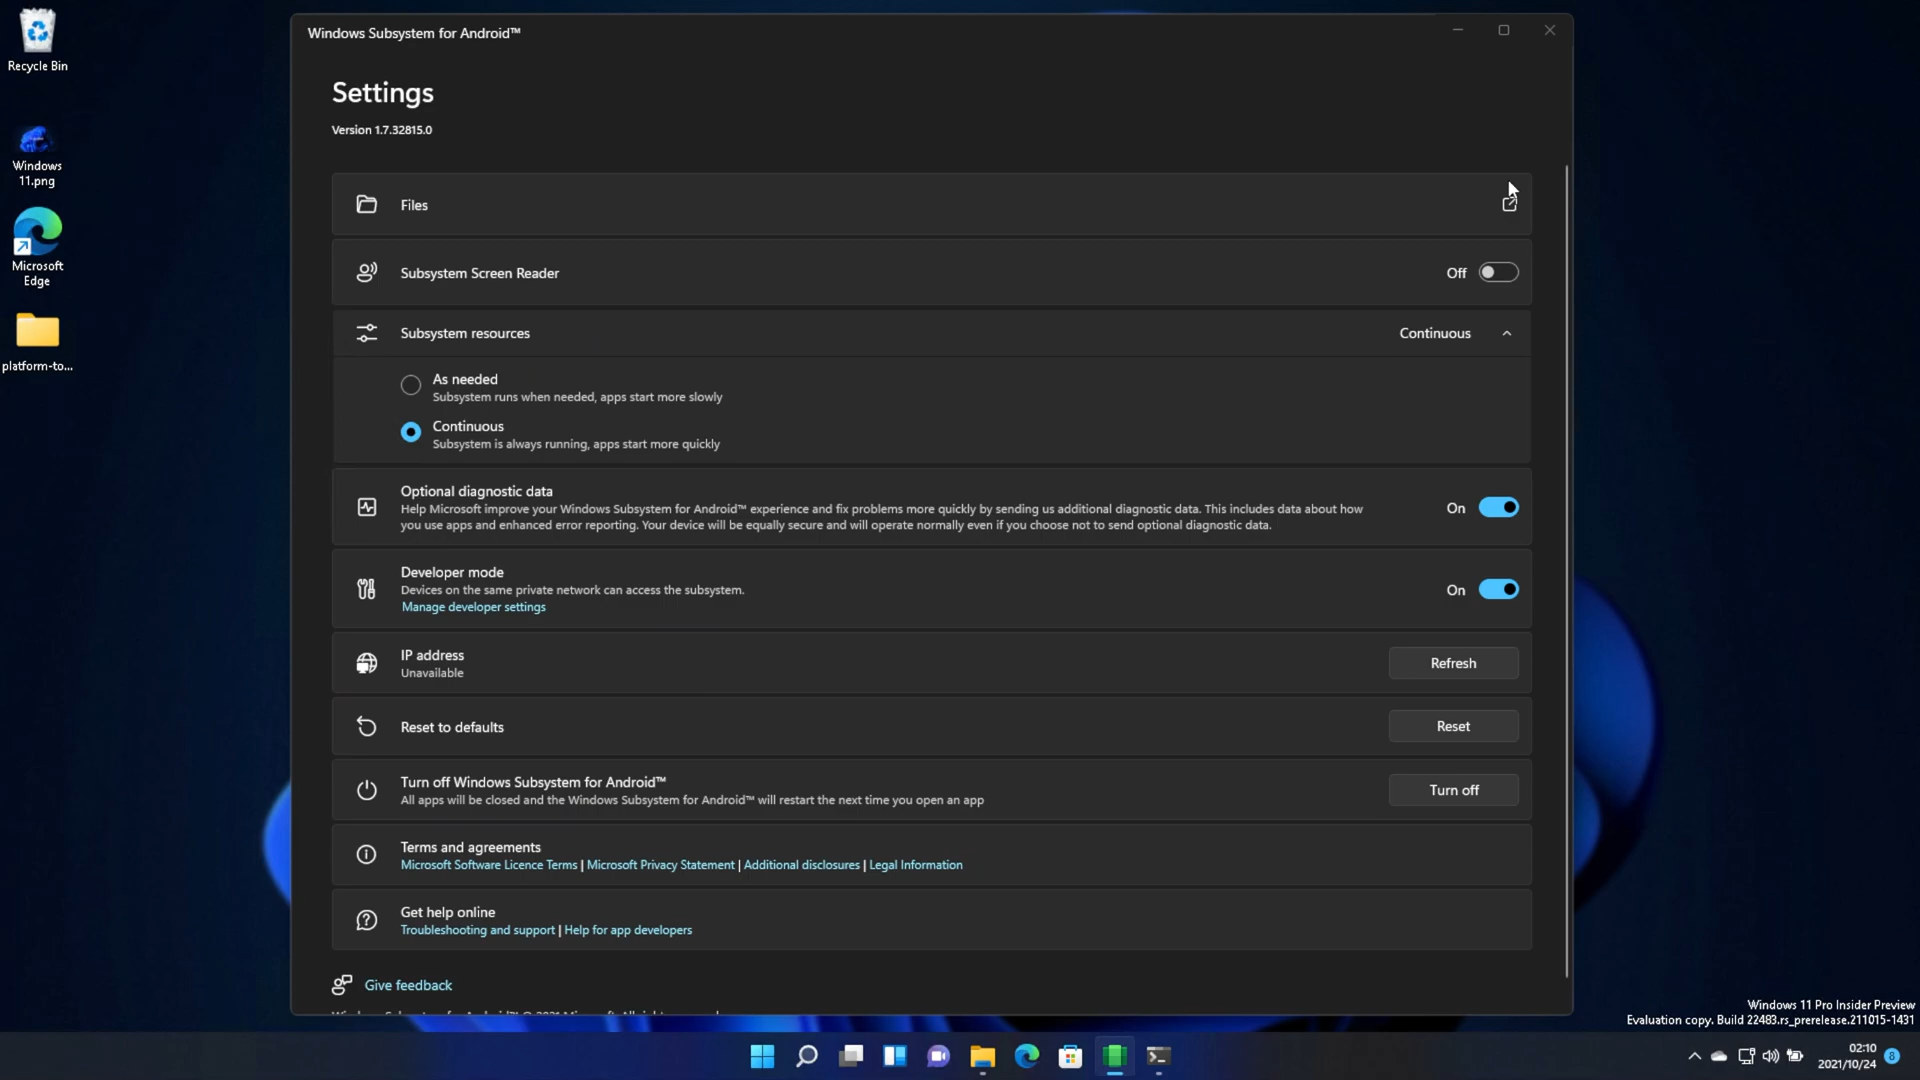 Recycle Bin
Windows
11.png
Microsoft
Edge
platform-to...
Windows Subsystem for Android™
Settings
Version 1.7.32815.0
Files
Subsystem Screen Reader
Off
Subsystem resources
Continuous
As needed
Subsystem runs when needed, apps start more slowly
Continuous
Subsystem is always running, apps start more quickly
Optional diagnostic data
Help Microsoft improve your Windows Subsystem for Android™ experience and fix problems more quickly by sending us additional diagnostic data. This includes data about how
you use apps and enhanced error reporting. Your device will be equally secure and will operate normally even if you choose not to send optional diagnostic data.
On
Developer mode
Devices on the same private network can access the subsystem.
Manage developer settings
On
IP address
Unavailable
Refresh
Reset to defaults
Reset
Turn off Windows Subsystem for Android™
All apps will be closed and the Windows Subsystem for Android™ will restart the next time you open an app
Turn off
Terms and agreements
Microsoft Software Licence Terms | Microsoft Privacy Statement | Additional disclosures | Legal Information
Get help online
Troubleshooting and support | Help for app developers
Give feedback
Windows 11 Pro Insider Preview
Evaluation copy. Build 22483.rs_prerelease.211015-1431
02:10
2021/10/24
8